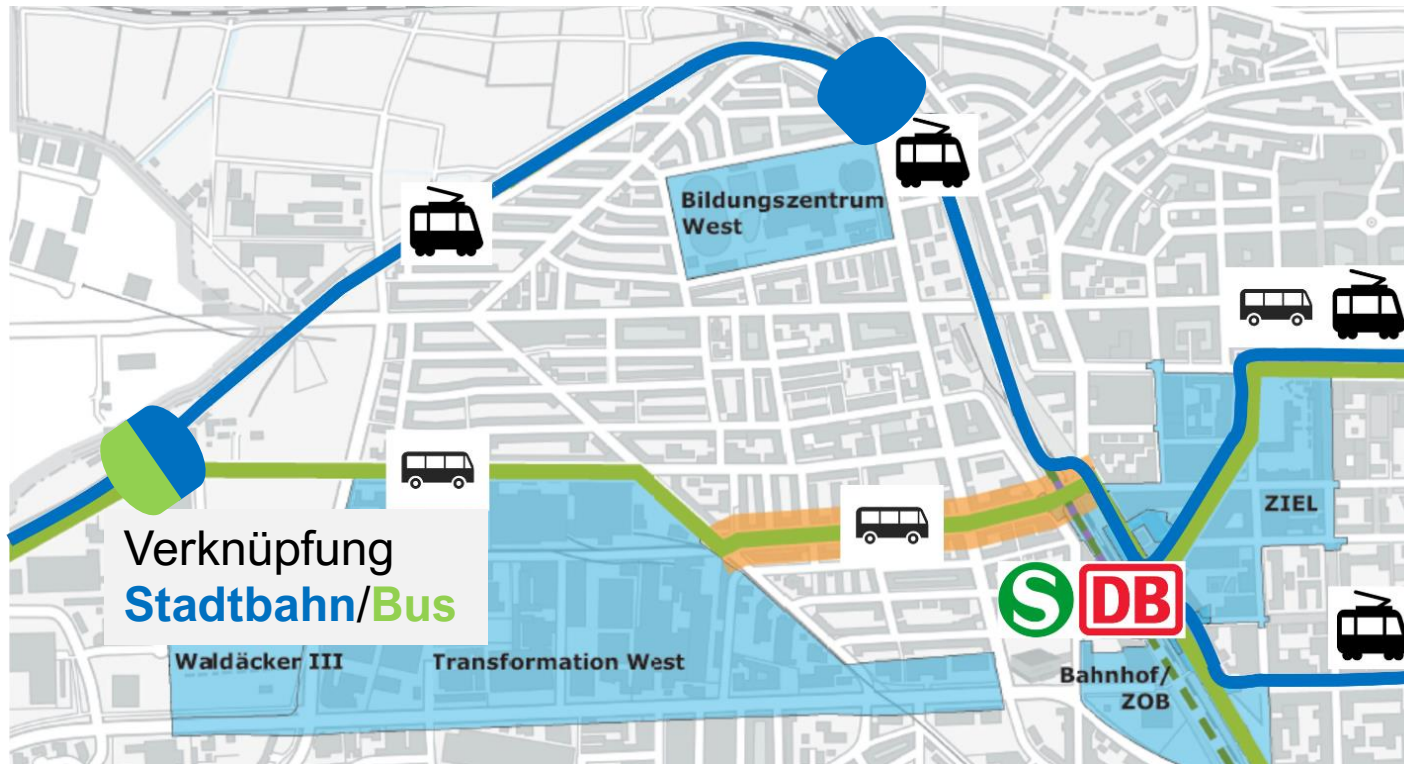 Bildungszentrum
West
ZIEL
Verknüpfung
Stadtbahn/Bus
S DB
Waldäcker III
Transformation West
Bahnhof/
ZOB